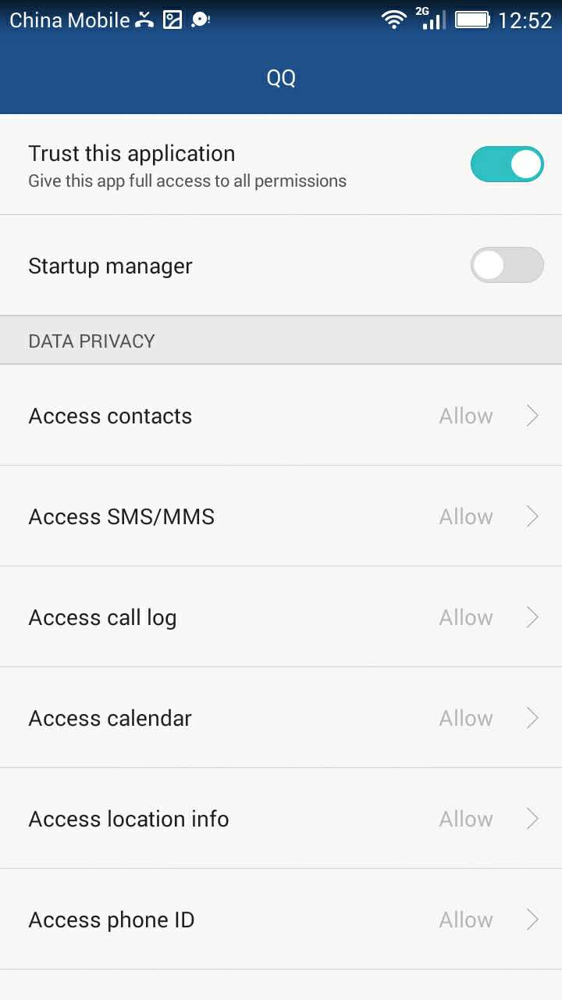 China Mobile 2G 12:52
QQ
Trust this application
Give this app full access to all permissions
Startup manager
DATA PRIVACY
Access contacts Allow
Access SMS/MMS Allow
Access call log Allow
Access calendar Allow
Access location info Allow
Access phone ID Allow